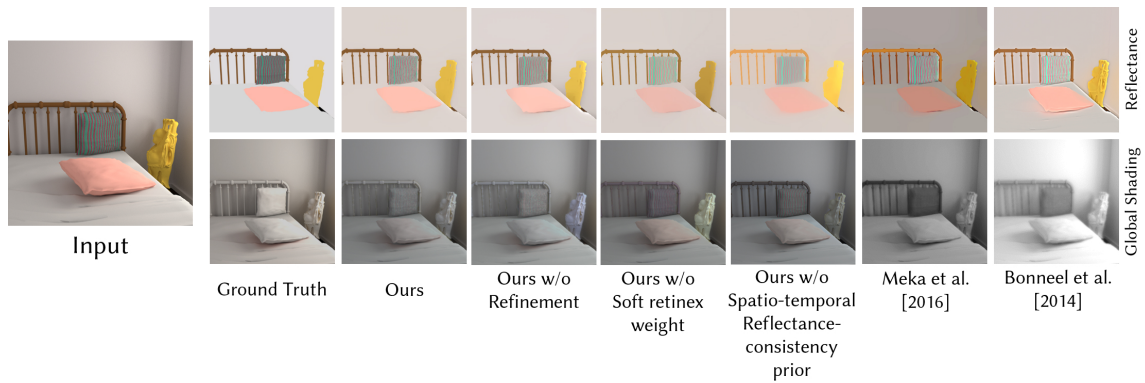 Reflectance
Global Shading
Input
Ground Truth
Ours
Ours w/o
Refinement
Ours w/o
Soft retinex
weight
Ours w/o
Spatio-temporal
Reflectance-
consistency
prior
Meka et al.
[2016]
Bonneel et al.
[2014]